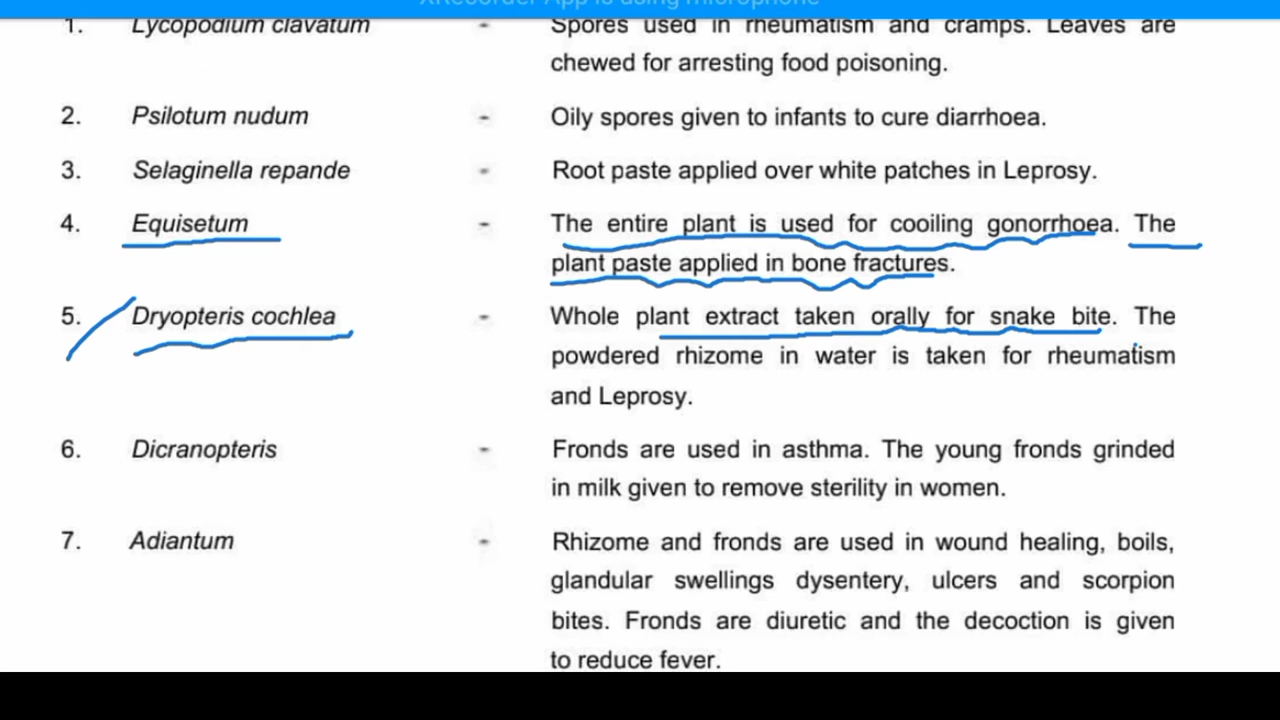 XRecorder App is using microphone
1. Lycopodium clavatum - Spores used in rheumatism and cramps. Leaves are
chewed for arresting food poisoning.
2. Psilotum nudum - Oily spores given to infants to cure diarrhoea.
3. Selaginella repande - Root paste applied over white patches in Leprosy.
4. Equisetum - The entire plant is used for cooiling gonorrhoea. The
plant paste applied in bone fractures.
5. Dryopteris cochlea - Whole plant extract taken orally for snake bite. The
powdered rhizome in water is taken for rheumatism
and Leprosy.
6. Dicranopteris - Fronds are used in asthma. The young fronds grinded
in milk given to remove sterility in women.
7. Adiantum - Rhizome and fronds are used in wound healing, boils,
glandular swellings dysentery, ulcers and scorpion
bites. Fronds are diuretic and the decoction is given
to reduce fever.